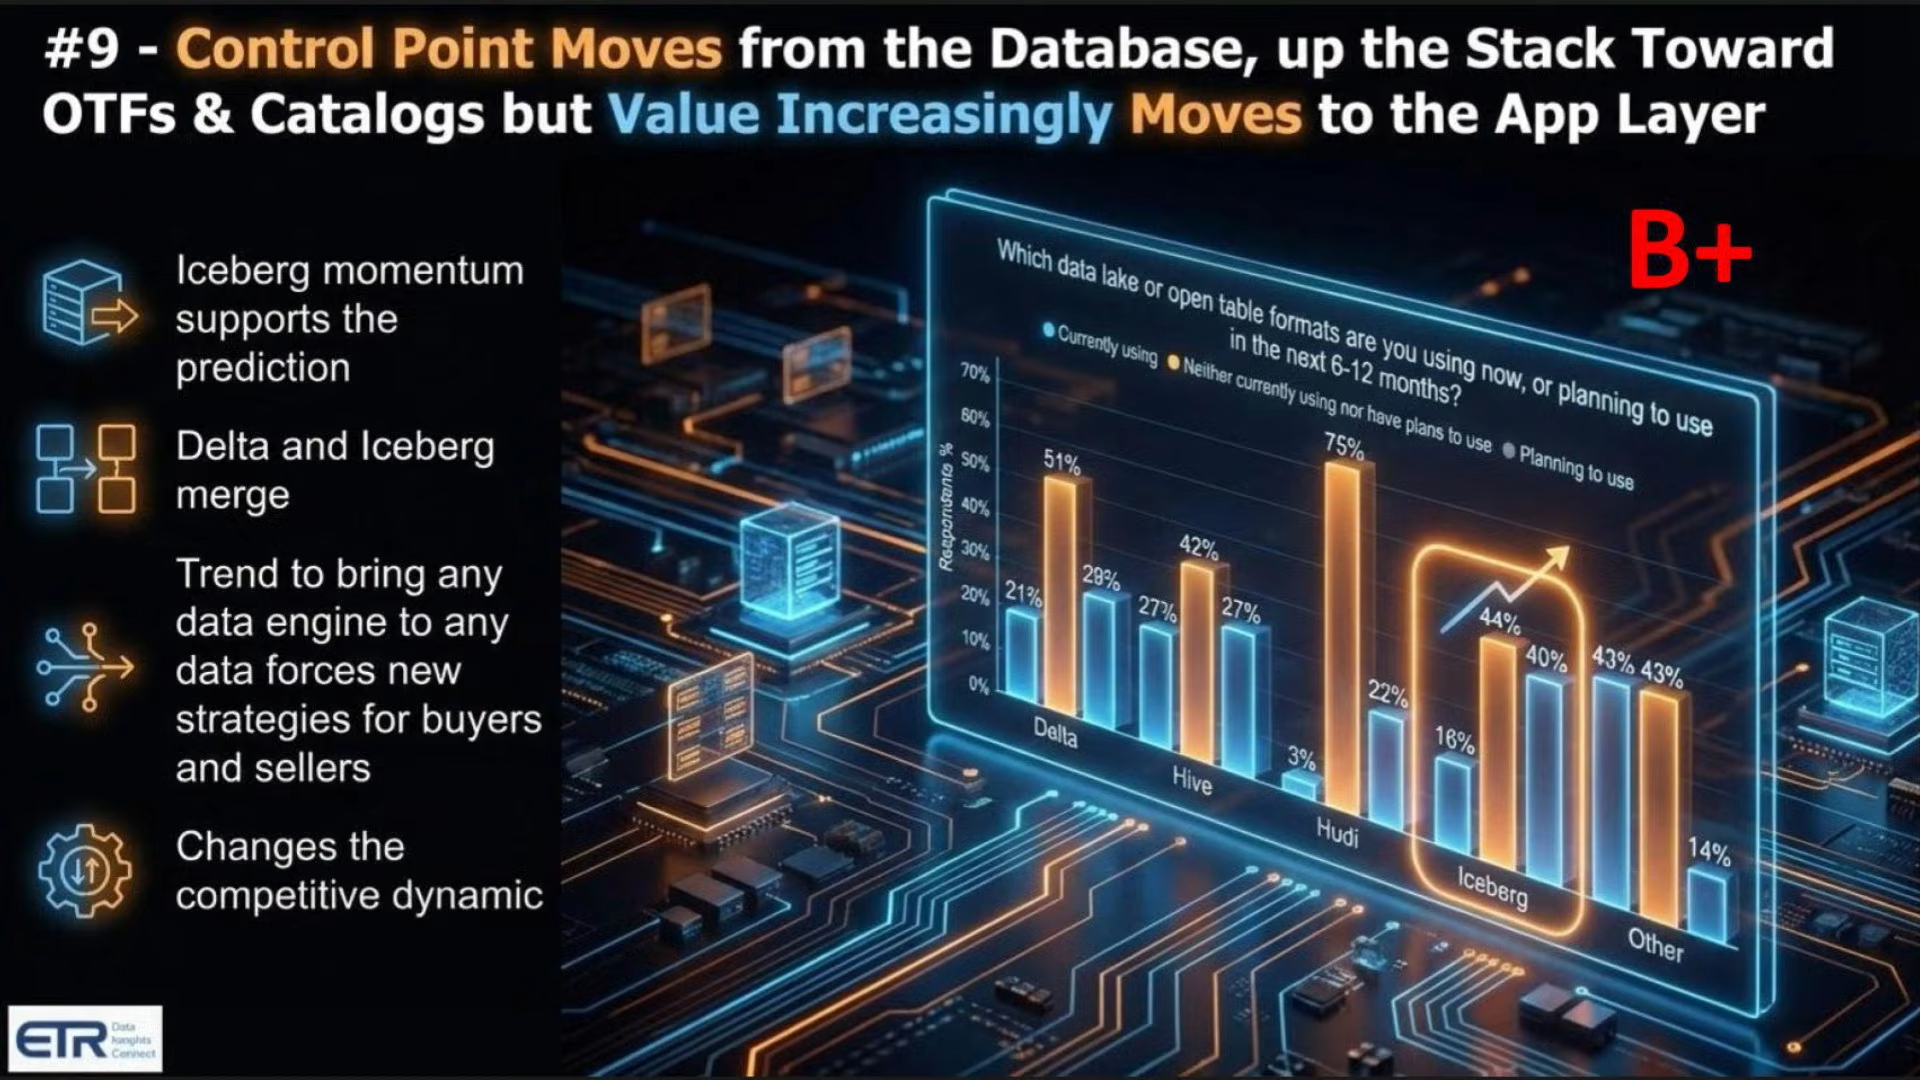 #9 - Control Point Moves from the Database, up the Stack Toward
OTFs & Catalogs but Value Increasingly Moves to the App Layer
B+
Iceberg momentum
supports the
prediction
Delta and Iceberg
merge
Trend to bring any
data engine to any
data forces new
strategies for buyers
and sellers
Changes the
competitive dynamic
Which data lake or open table formats are you using now, or planning to use
in the next 6-12 months?
Currently using
Neither currently using nor have plans to use
Planning to use
Respondents %
70%
60%
50%
40%
30%
20%
10%
0%
21%
51%
29%
27%
42%
27%
3%
75%
22%
16%
44%
40%
43%
43%
14%
Delta
Hive
Hudi
Iceberg
Other
ETR
Data
Insights
Connect